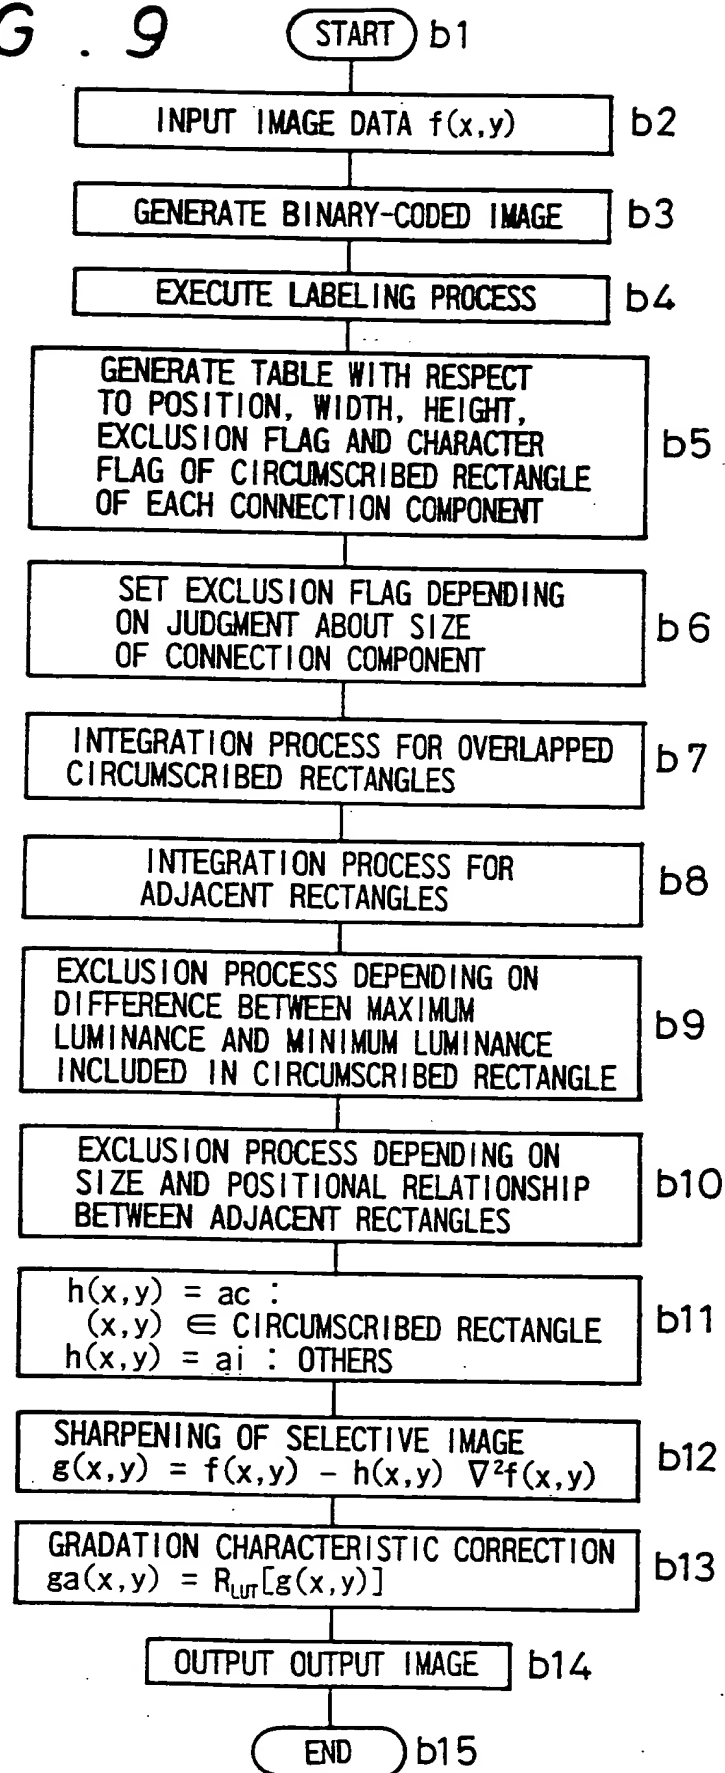 G . 9
START b1
INPUT IMAGE DATA f(x,y) b2
GENERATE BINARY-CODED IMAGE b3
EXECUTE LABELING PROCESS b4
GENERATE TABLE WITH RESPECT
TO POSITION, WIDTH, HEIGHT,
EXCLUSION FLAG AND CHARACTER
FLAG OF CIRCUMSCRIBED RECTANGLE
OF EACH CONNECTION COMPONENT
b5
SET EXCLUSION FLAG DEPENDING
ON JUDGMENT ABOUT SIZE
OF CONNECTION COMPONENT
b6
INTEGRATION PROCESS FOR OVERLAPPED
CIRCUMSCRIBED RECTANGLES
b7
INTEGRATION PROCESS FOR
ADJACENT RECTANGLES
b8
EXCLUSION PROCESS DEPENDING ON
DIFFERENCE BETWEEN MAXIMUM
LUMINANCE AND MINIMUM LUMINANCE
INCLUDED IN CIRCUMSCRIBED RECTANGLE
b9
EXCLUSION PROCESS DEPENDING ON
SIZE AND POSITIONAL RELATIONSHIP
BETWEEN ADJACENT RECTANGLES
b10
h(x,y) = ac :
(x,y) ∈ CIRCUMSCRIBED RECTANGLE
h(x,y) = ai : OTHERS
b11
SHARPENING OF SELECTIVE IMAGE
g(x,y) = f(x,y) - h(x,y) ∇²f(x,y)
b12
GRADATION CHARACTERISTIC CORRECTION
ga(x,y) = R_LUT[g(x,y)]
b13
OUTPUT OUTPUT IMAGE b14
END b15